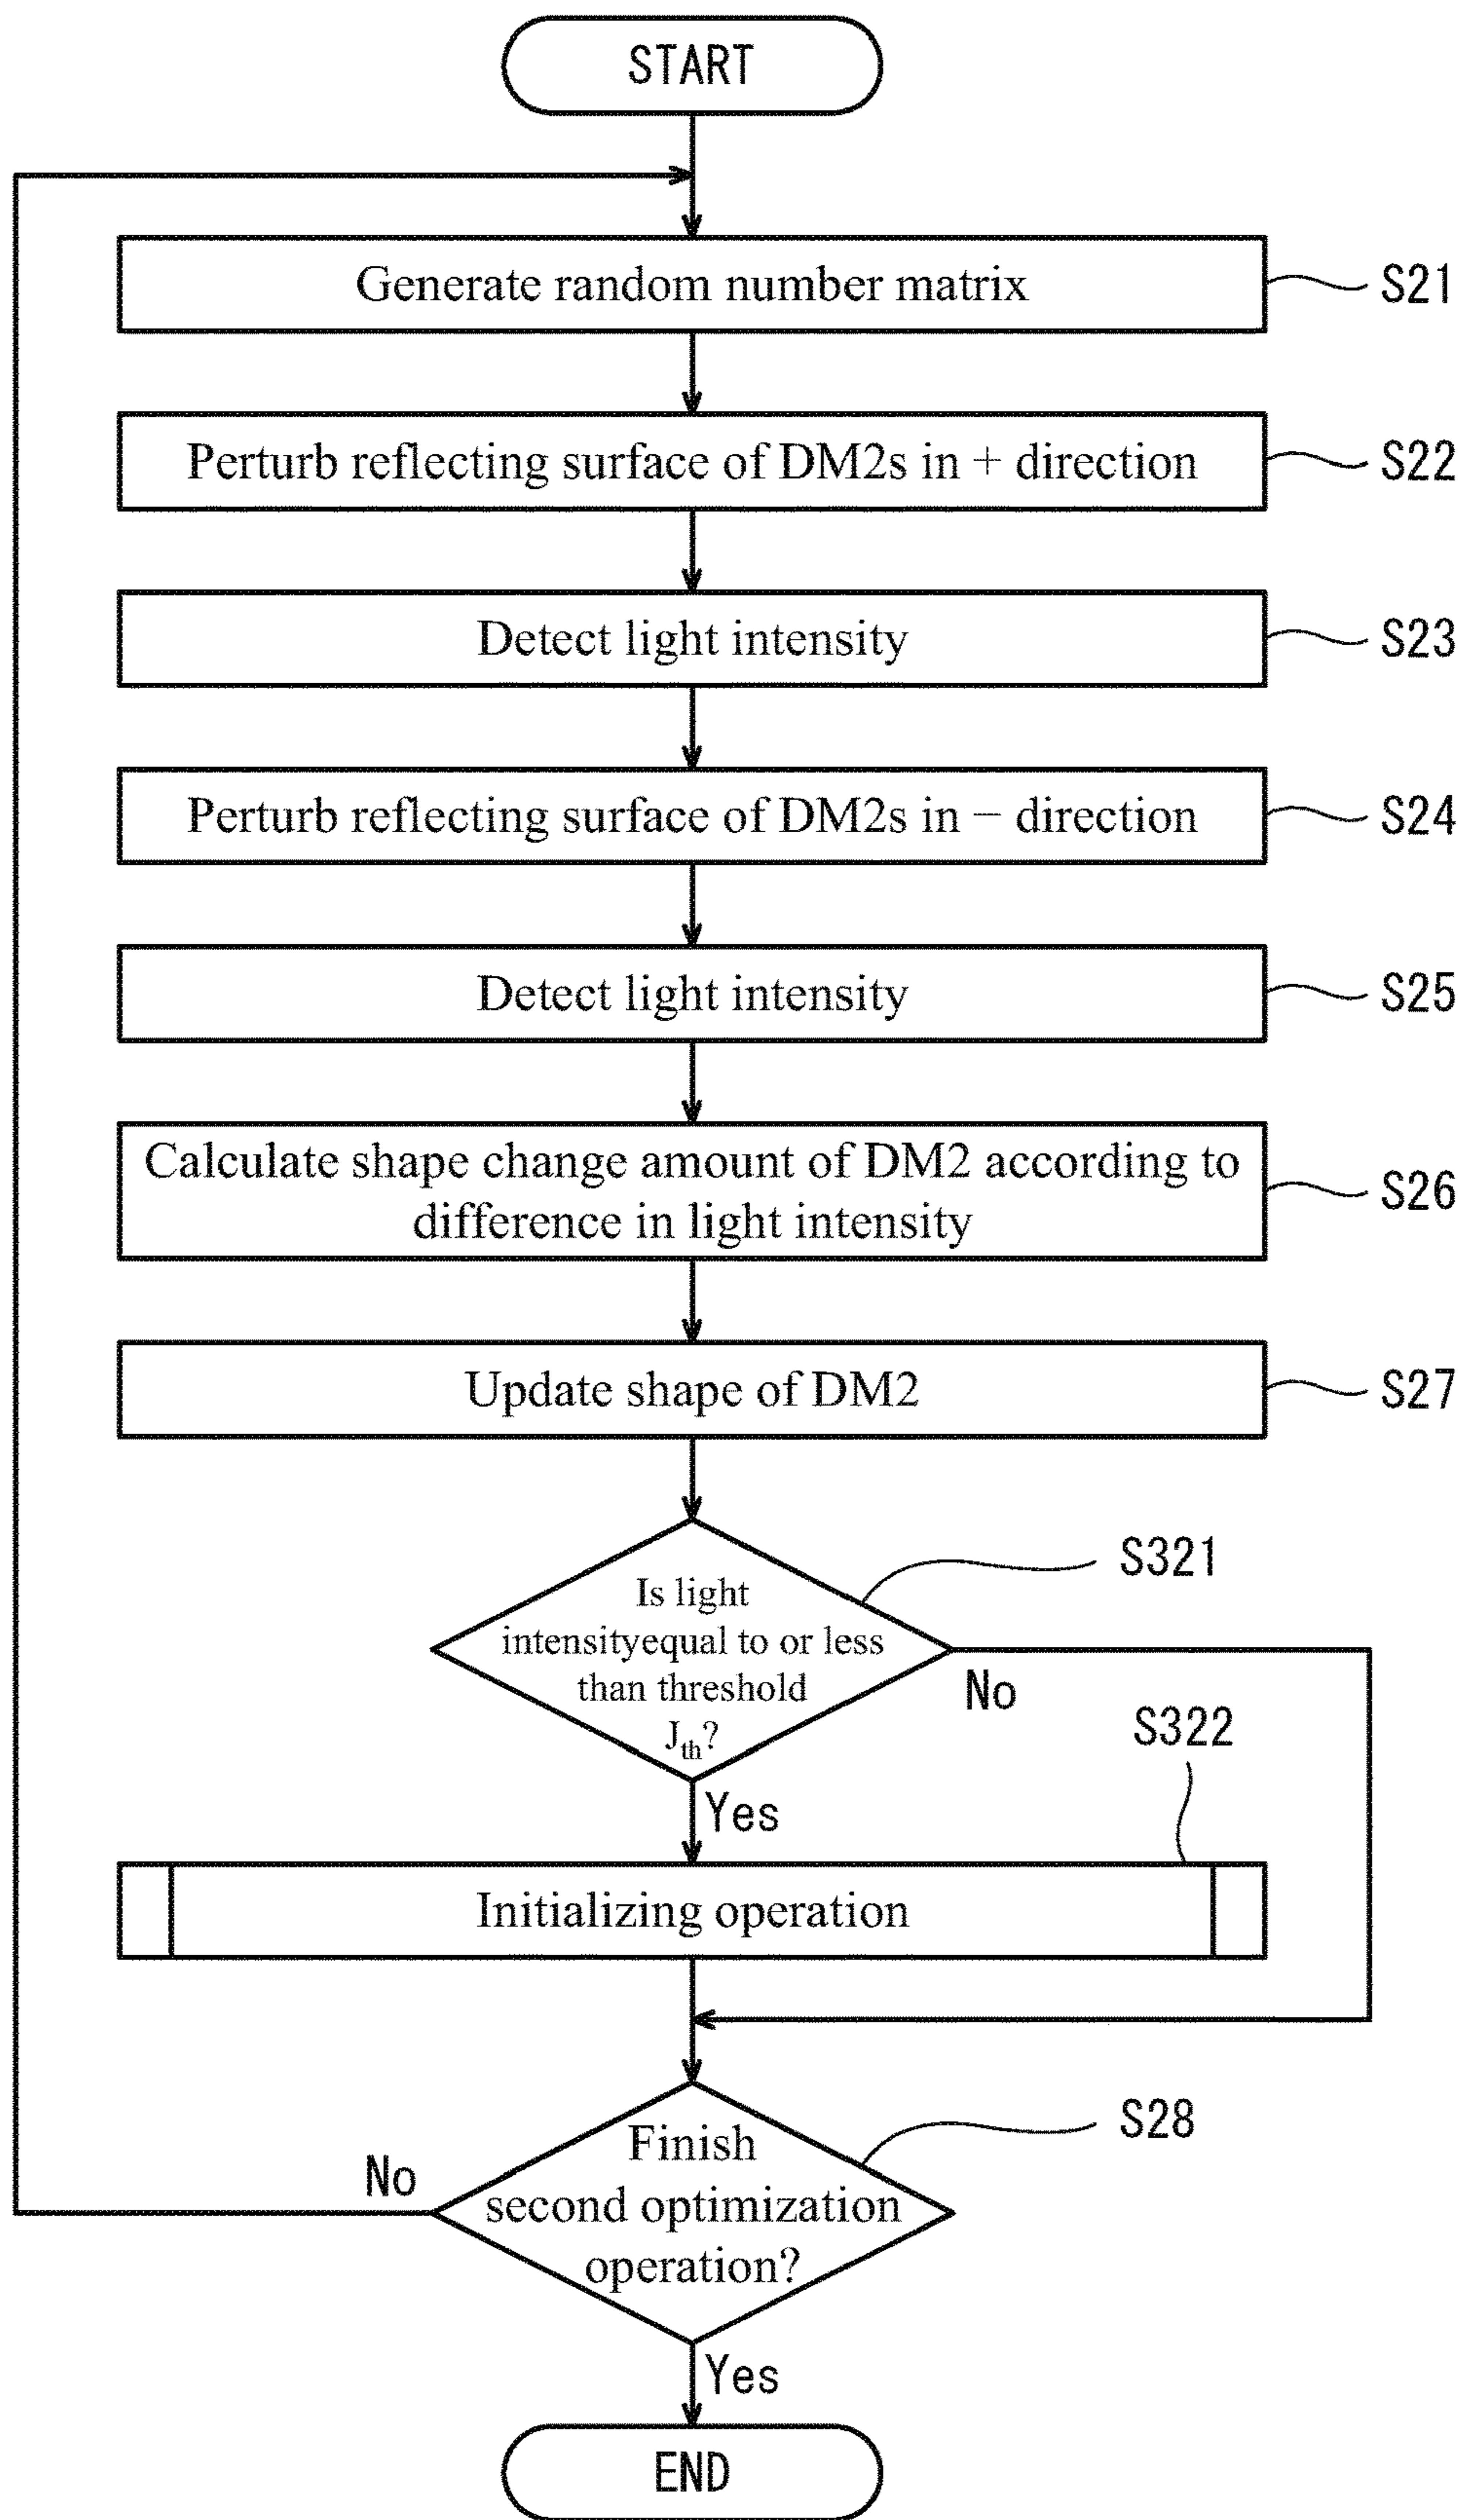 START
Generate random number matrix
S21
Perturb reflecting surface of DM2s in + direction
S22
Detect light intensity
S23
Perturb reflecting surface of DM2s in − direction
S24
Detect light intensity
S25
Calculate shape change amount of DM2 according to
difference in light intensity
S26
Update shape of DM2
S27
Is light
intensityequal to or less
than threshold
Jth?
S321
No
Yes
S322
Initializing operation
Finish
second optimization
operation?
S28
No
Yes
END